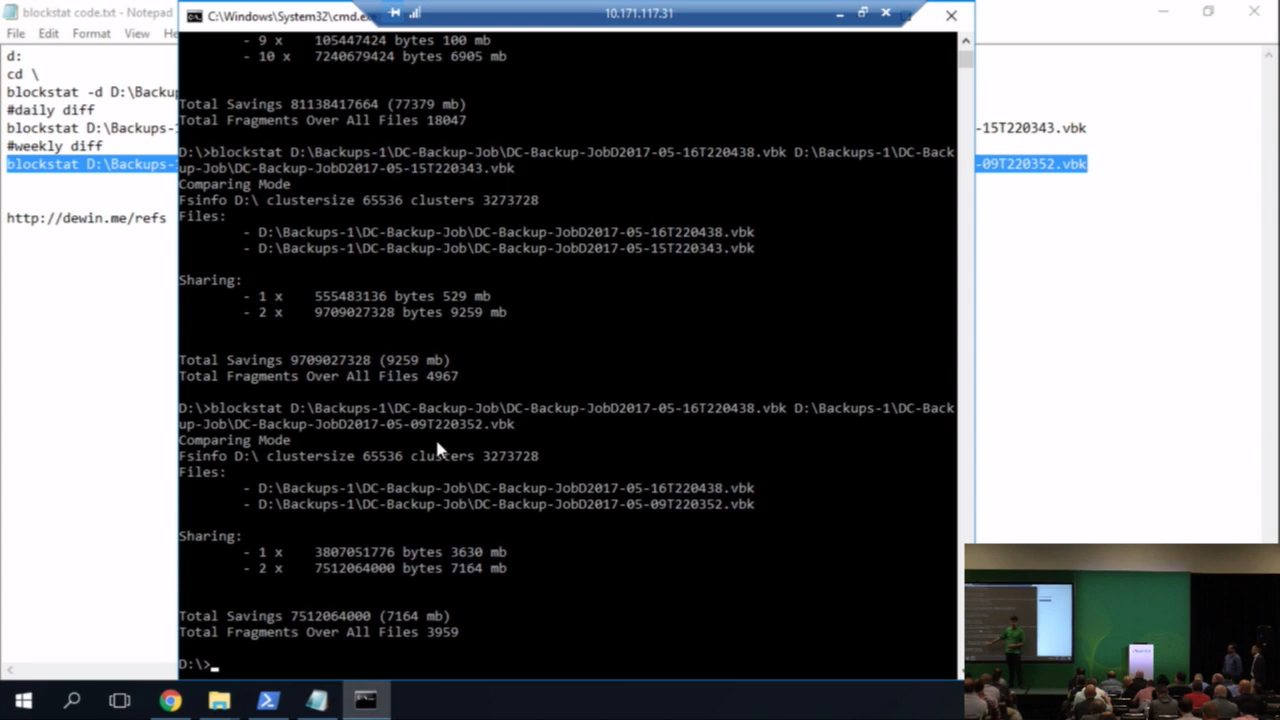 blockstat code.txt - Notepad
C:\Windows\System32\cmd.ex
10.171.117.31
File Edit Format View He
d:
cd \
blockstat -d D:\Backup
#daily diff
blockstat D:\Backups-1
-15T220343.vbk
#weekly diff
blockstat D:\Backups-
-09T220352.vbk
http://dewin.me/refs
- 9 x 105447424 bytes 100 mb
- 10 x 7240679424 bytes 6905 mb
Total Savings 81138417664 (77379 mb)
Total Fragments Over All Files 18047
D:\>blockstat D:\Backups-1\DC-Backup-Job\DC-Backup-JobD2017-05-16T220438.vbk D:\Backups-1\DC-Back
up-Job\DC-Backup-JobD2017-05-15T220343.vbk
Comparing Mode
Fsinfo D:\ clustersize 65536 clusters 3273728
Files:
- D:\Backups-1\DC-Backup-Job\DC-Backup-JobD2017-05-16T220438.vbk
- D:\Backups-1\DC-Backup-Job\DC-Backup-JobD2017-05-15T220343.vbk
Sharing:
- 1 x 555483136 bytes 529 mb
- 2 x 9709027328 bytes 9259 mb
Total Savings 9709027328 (9259 mb)
Total Fragments Over All Files 4967
D:\>blockstat D:\Backups-1\DC-Backup-Job\DC-Backup-JobD2017-05-16T220438.vbk D:\Backups-1\DC-Back
up-Job\DC-Backup-JobD2017-05-09T220352.vbk
Comparing Mode
Fsinfo D:\ clustersize 65536 clusters 3273728
Files:
- D:\Backups-1\DC-Backup-Job\DC-Backup-JobD2017-05-16T220438.vbk
- D:\Backups-1\DC-Backup-Job\DC-Backup-JobD2017-05-09T220352.vbk
Sharing:
- 1 x 3807051776 bytes 3630 mb
- 2 x 7512064000 bytes 7164 mb
Total Savings 7512064000 (7164 mb)
Total Fragments Over All Files 3959
D:\>_